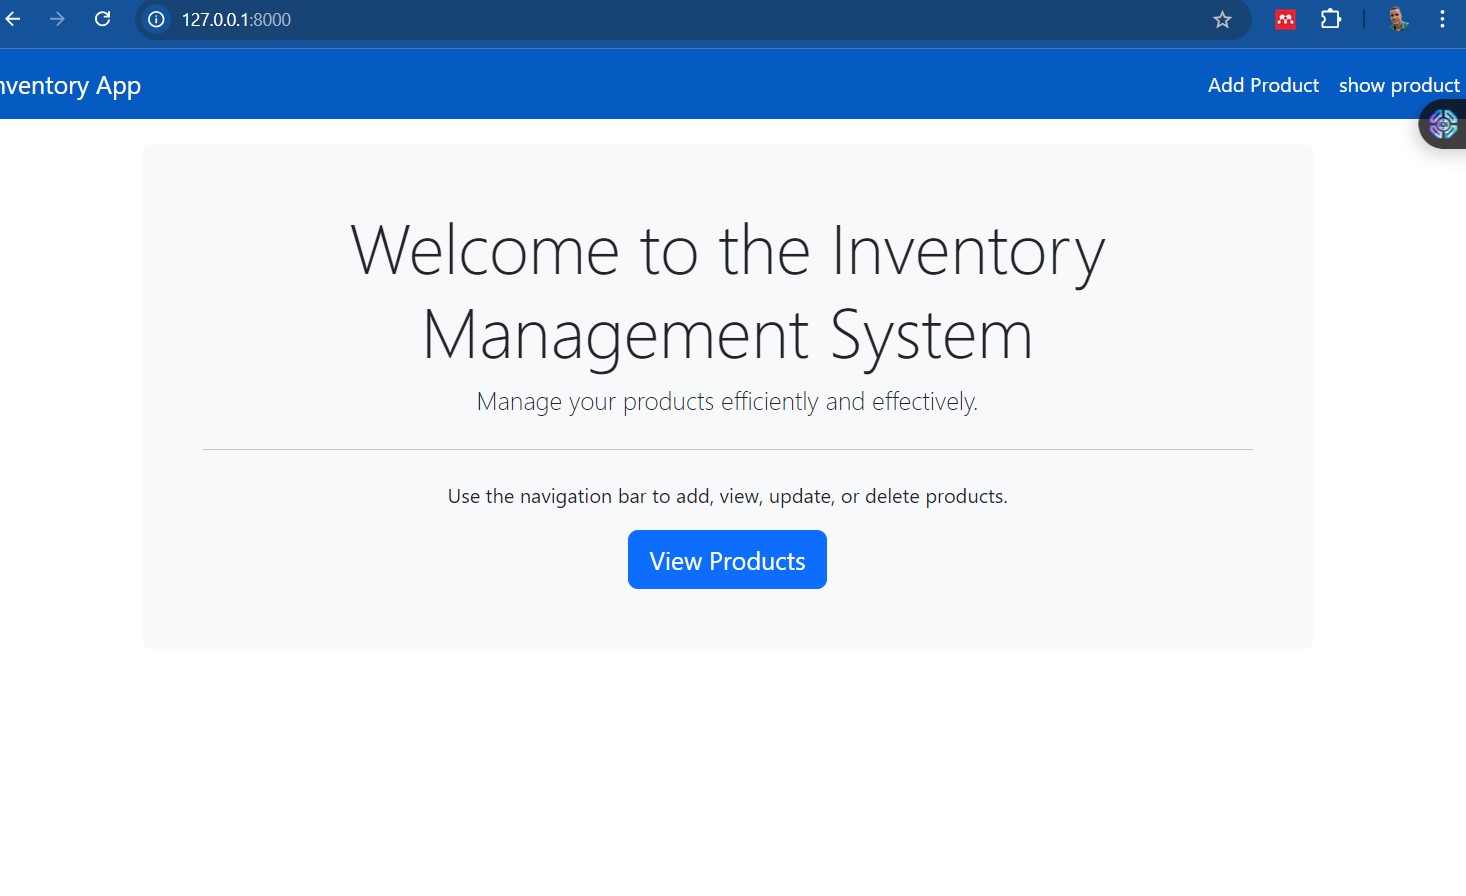 127.0.0.1:8000
nventory App
Add Product
show product
Welcome to the Inventory
Management System
Manage your products efficiently and effectively.
Use the navigation bar to add, view, update, or delete products.
View Products